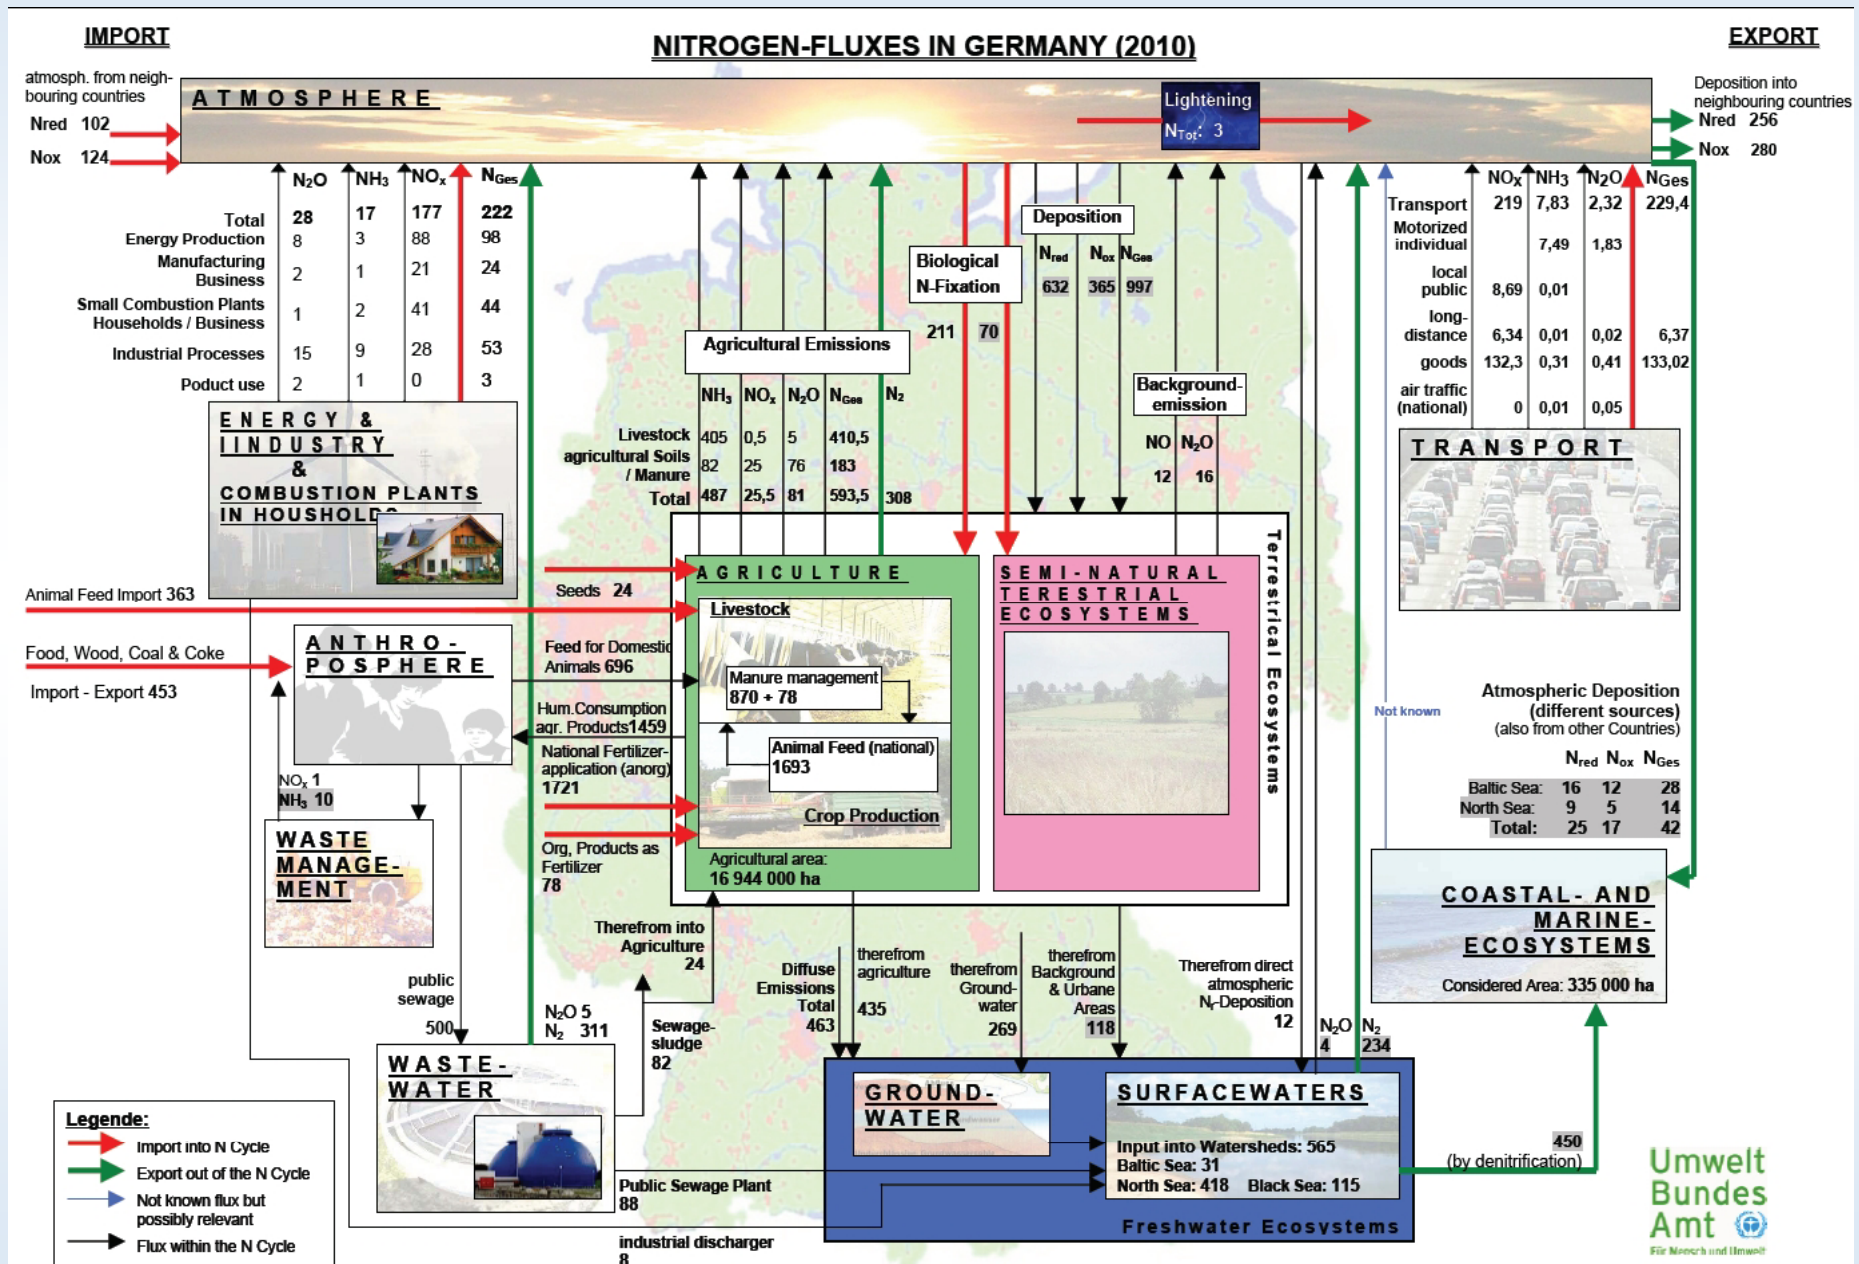 IMPORT
NITROGEN-FLUXES IN GERMANY (2010)
EXPORT
atmosph. from neigh-
bouring countries
Nred 102
Nox 124
ATMOSPHERE
Lightening
NTot: 3
Deposition into
neighbouring countries
Nred 256
Nox 280
N2O NH3 NOx NGes
Total 28 17 177 222
Energy Production 8 3 88 98
Manufacturing
Business 2 1 21 24
Small Combustion Plants
Households / Business 1 2 41 44
Industrial Processes 15 9 28 53
Poduct use 2 1 0 3
ENERGY &
IINDUSTRY
&
COMBUSTION PLANTS
IN HOUSHOLDS
Biological
N-Fixation
211 70
Deposition
Nred Nox NGes
632 365 997
Agricultural Emissions
NH3 NOx N2O NGes N2
Livestock 405 0,5 5 410,5
agricultural Soils
/ Manure 82 25 76 183
Total 487 25,5 81 593,5 308
Background-
emission
NO N2O
12 16
NOx NH3 N2O NGes
Transport 219 7,83 2,32 229,4
Motorized
individual 7,49 1,83
local
public 8,69 0,01
long-
distance 6,34 0,01 0,02 6,37
goods 132,3 0,31 0,41 133,02
air traffic
(national) 0 0,01 0,05
TRANSPORT
Animal Feed Import 363
Food, Wood, Coal & Coke
Import - Export 453
ANTHRO-
POSPHERE
Seeds 24
Feed for Domestic
Animals 696
Hum.Consumption
agr. Products1459
National Fertilizer-
application (anorg)
1721
Org, Products as
Fertilizer
78
AGRICULTURE
Livestock
Manure management
870 + 78
Animal Feed (national)
1693
Crop Production
Agricultural area:
16 944 000 ha
SEMI-NATURAL
TERESTRIAL
ECOSYSTEMS
Terrestrical Ecosystems
Not known
Atmospheric Deposition
(different sources)
(also from other Countries)
Nred Nox NGes
Baltic Sea: 16 12 28
North Sea: 9 5 14
Total: 25 17 42
COASTAL- AND
MARINE-
ECOSYSTEMS
Considered Area: 335 000 ha
NOx 1
NH3 10
WASTE
MANAGE-
MENT
public
sewage
500
N2O 5
N2 311
Therefrom into
Agriculture
24
Sewage-
sludge
82
Diffuse
Emissions
Total
463
therefrom
agriculture
435
therefrom
Ground-
water
269
therefrom
Background
& Urbane
Areas
118
Therefrom direct
atmospheric
Nr-Deposition
12
N2O N2
4 234
WASTE-
WATER
GROUND-
WATER
SURFACEWATERS
Input into Watersheds: 565
Baltic Sea: 31
North Sea: 418 Black Sea: 115
Freshwater Ecosystems
Public Sewage Plant
88
industrial discharger
8
450
(by denitrification)
Legende:
Import into N Cycle
Export out of the N Cycle
Not known flux but
possibly relevant
Flux within the N Cycle
Umwelt
Bundes
Amt
Für Mensch und Umwelt